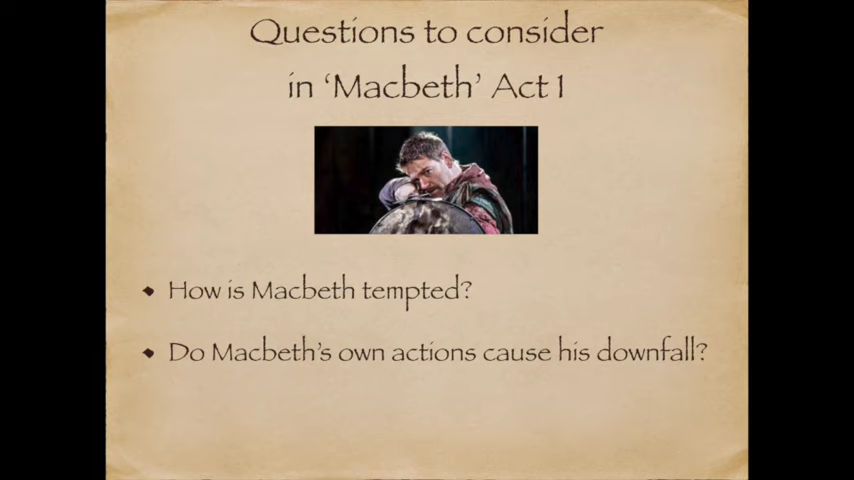 Questions to consider
in ‘Macbeth’ Act 1
• How is Macbeth tempted?
• Do Macbeth’s own actions cause his downfall?